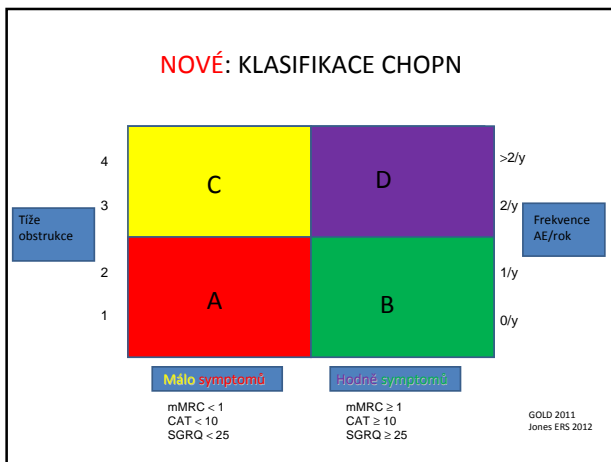 NOVÉ: KLASIFIKACE CHOPN
4
C
D
>2/y
3
2/y
Tíže
obstrukce
Frekvence
AE/rok
2
1/y
A
B
1
0/y
Málo symptomů
Hodně symptomů
mMRC < 1
CAT < 10
SGRQ < 25
mMRC ≥ 1
CAT ≥ 10
SGRQ ≥ 25
GOLD 2011
Jones ERS 2012